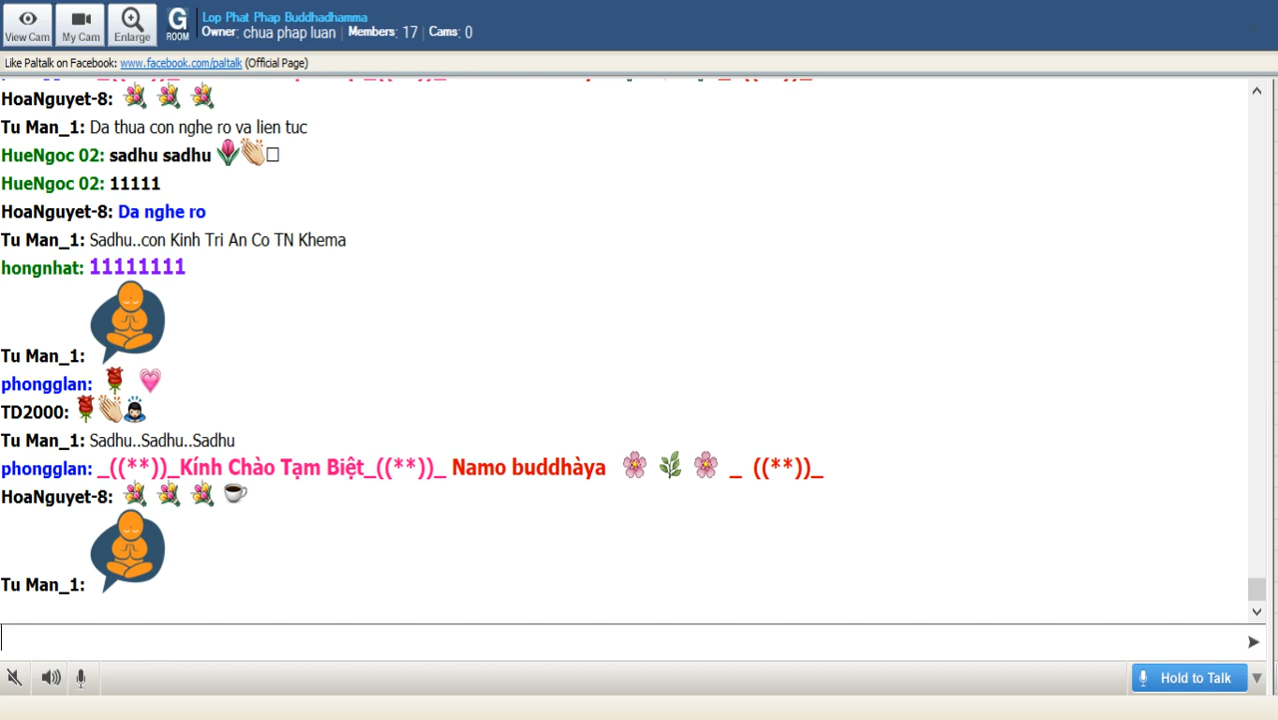 View Cam
My Cam
Enlarge
G
ROOM
Lop Phat Phap Buddhadhamma
Owner: chua phap luan | Members: 17 | Cams: 0
Like Paltalk on Facebook: www.facebook.com/paltalk (Official Page)
HoaNguyet-8:
Tu Man_1: Da thua con nghe ro va lien tuc
HueNgoc 02: sadhu sadhu
HueNgoc 02: 11111
HoaNguyet-8: Da nghe ro
Tu Man_1: Sadhu..con Kinh Tri An Co TN Khema
hongnhat: 11111111
Tu Man_1:
phongglan:
TD2000:
Tu Man_1: Sadhu..Sadhu..Sadhu
phongglan: _((**))_Kính Chào Tạm Biệt_((**))_ Namo buddhàya _ ((**))_
HoaNguyet-8:
Tu Man_1:
Hold to Talk